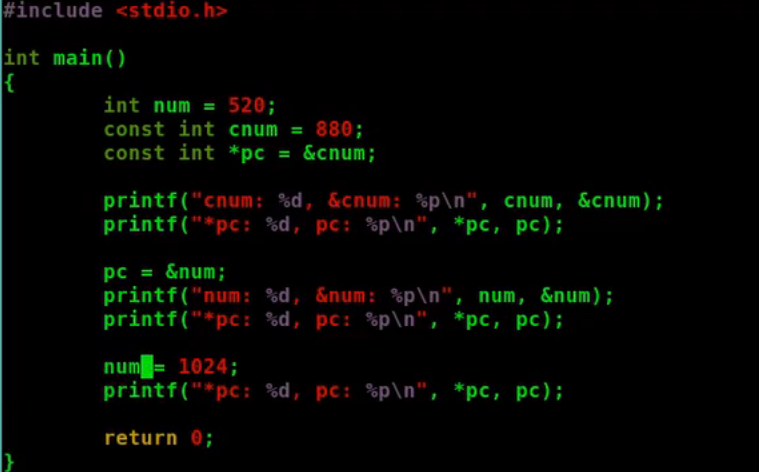 #include <stdio.h>
int main()
{
int num = 520;
const int cnum = 880;
const int *pc = &cnum;
printf("cnum: %d, &cnum: %p\n", cnum, &cnum);
printf("*pc: %d, pc: %p\n", *pc, pc);
pc = &num;
printf("num: %d, &num: %p\n", num, &num);
printf("*pc: %d, pc: %p\n", *pc, pc);
num = 1024;
printf("*pc: %d, pc: %p\n", *pc, pc);
return 0;
}